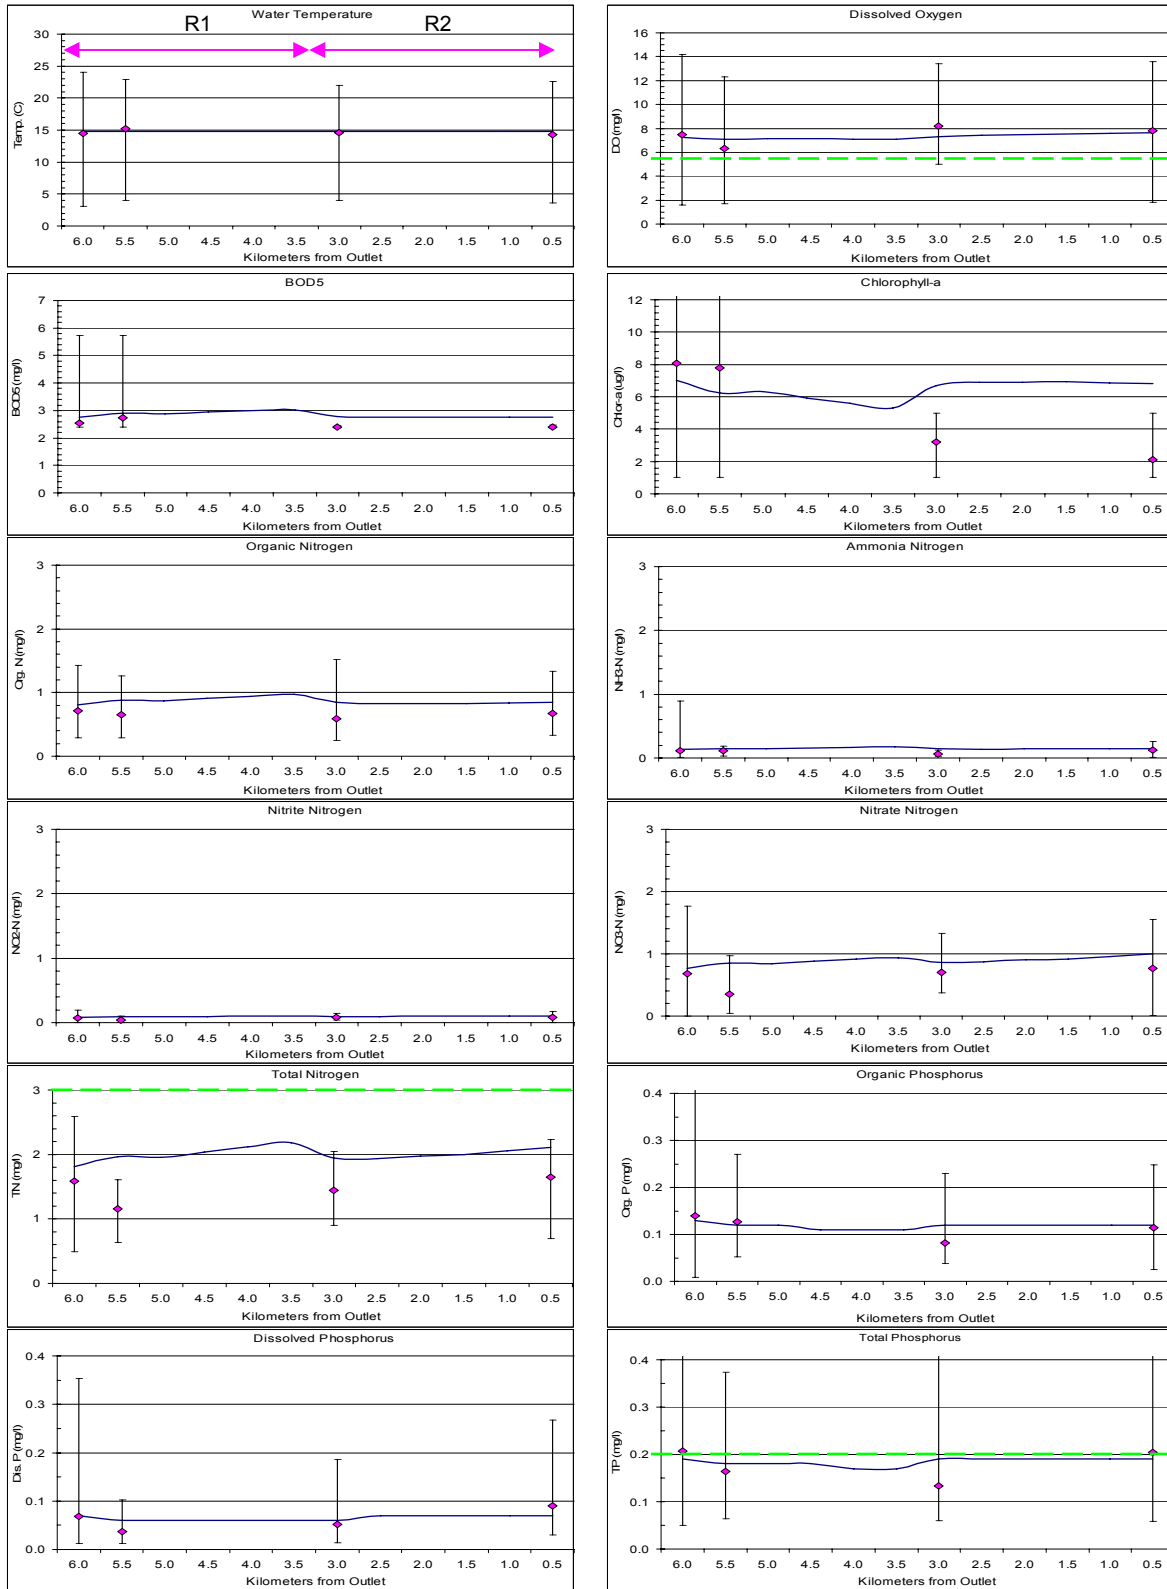 Water Temperature
R1 R2
30
25
20
15
10
5
0
Temp. (C)
6.0 5.5 5.0 4.5 4.0 3.5 3.0 2.5 2.0 1.5 1.0 0.5
Kilometers from Outlet
Dissolved Oxygen
16
14
12
10
8
6
4
2
0
DO (mg/l)
6.0 5.5 5.0 4.5 4.0 3.5 3.0 2.5 2.0 1.5 1.0 0.5
Kilometers from Outlet
BOD5
7
6
5
4
3
2
1
0
BOD5 (mg/l)
6.0 5.5 5.0 4.5 4.0 3.5 3.0 2.5 2.0 1.5 1.0 0.5
Kilometers from Outlet
Chlorophyll-a
12
10
8
6
4
2
0
Chlor-a (ug/l)
6.0 5.5 5.0 4.5 4.0 3.5 3.0 2.5 2.0 1.5 1.0 0.5
Kilometers from Outlet
Organic Nitrogen
3
2
1
0
Org. N (mg/l)
6.0 5.5 5.0 4.5 4.0 3.5 3.0 2.5 2.0 1.5 1.0 0.5
Kilometers from Outlet
Ammonia Nitrogen
3
2
1
0
NH3-N (mg/l)
6.0 5.5 5.0 4.5 4.0 3.5 3.0 2.5 2.0 1.5 1.0 0.5
Kilometers from Outlet
Nitrite Nitrogen
3
2
1
0
NO2-N (mg/l)
6.0 5.5 5.0 4.5 4.0 3.5 3.0 2.5 2.0 1.5 1.0 0.5
Kilometers from Outlet
Nitrate Nitrogen
3
2
1
0
NO3-N (mg/l)
6.0 5.5 5.0 4.5 4.0 3.5 3.0 2.5 2.0 1.5 1.0 0.5
Kilometers from Outlet
Total Nitrogen
3
2
1
0
TN (mg/l)
6.0 5.5 5.0 4.5 4.0 3.5 3.0 2.5 2.0 1.5 1.0 0.5
Kilometers from Outlet
Organic Phosphorus
0.4
0.3
0.2
0.1
0.0
Org. P (mg/l)
6.0 5.5 5.0 4.5 4.0 3.5 3.0 2.5 2.0 1.5 1.0 0.5
Kilometers from Outlet
Dissolved Phosphorus
0.4
0.3
0.2
0.1
0.0
Dis. P (mg/l)
6.0 5.5 5.0 4.5 4.0 3.5 3.0 2.5 2.0 1.5 1.0 0.5
Kilometers from Outlet
Total Phosphorus
0.4
0.3
0.2
0.1
0.0
TP (mg/l)
6.0 5.5 5.0 4.5 4.0 3.5 3.0 2.5 2.0 1.5 1.0 0.5
Kilometers from Outlet